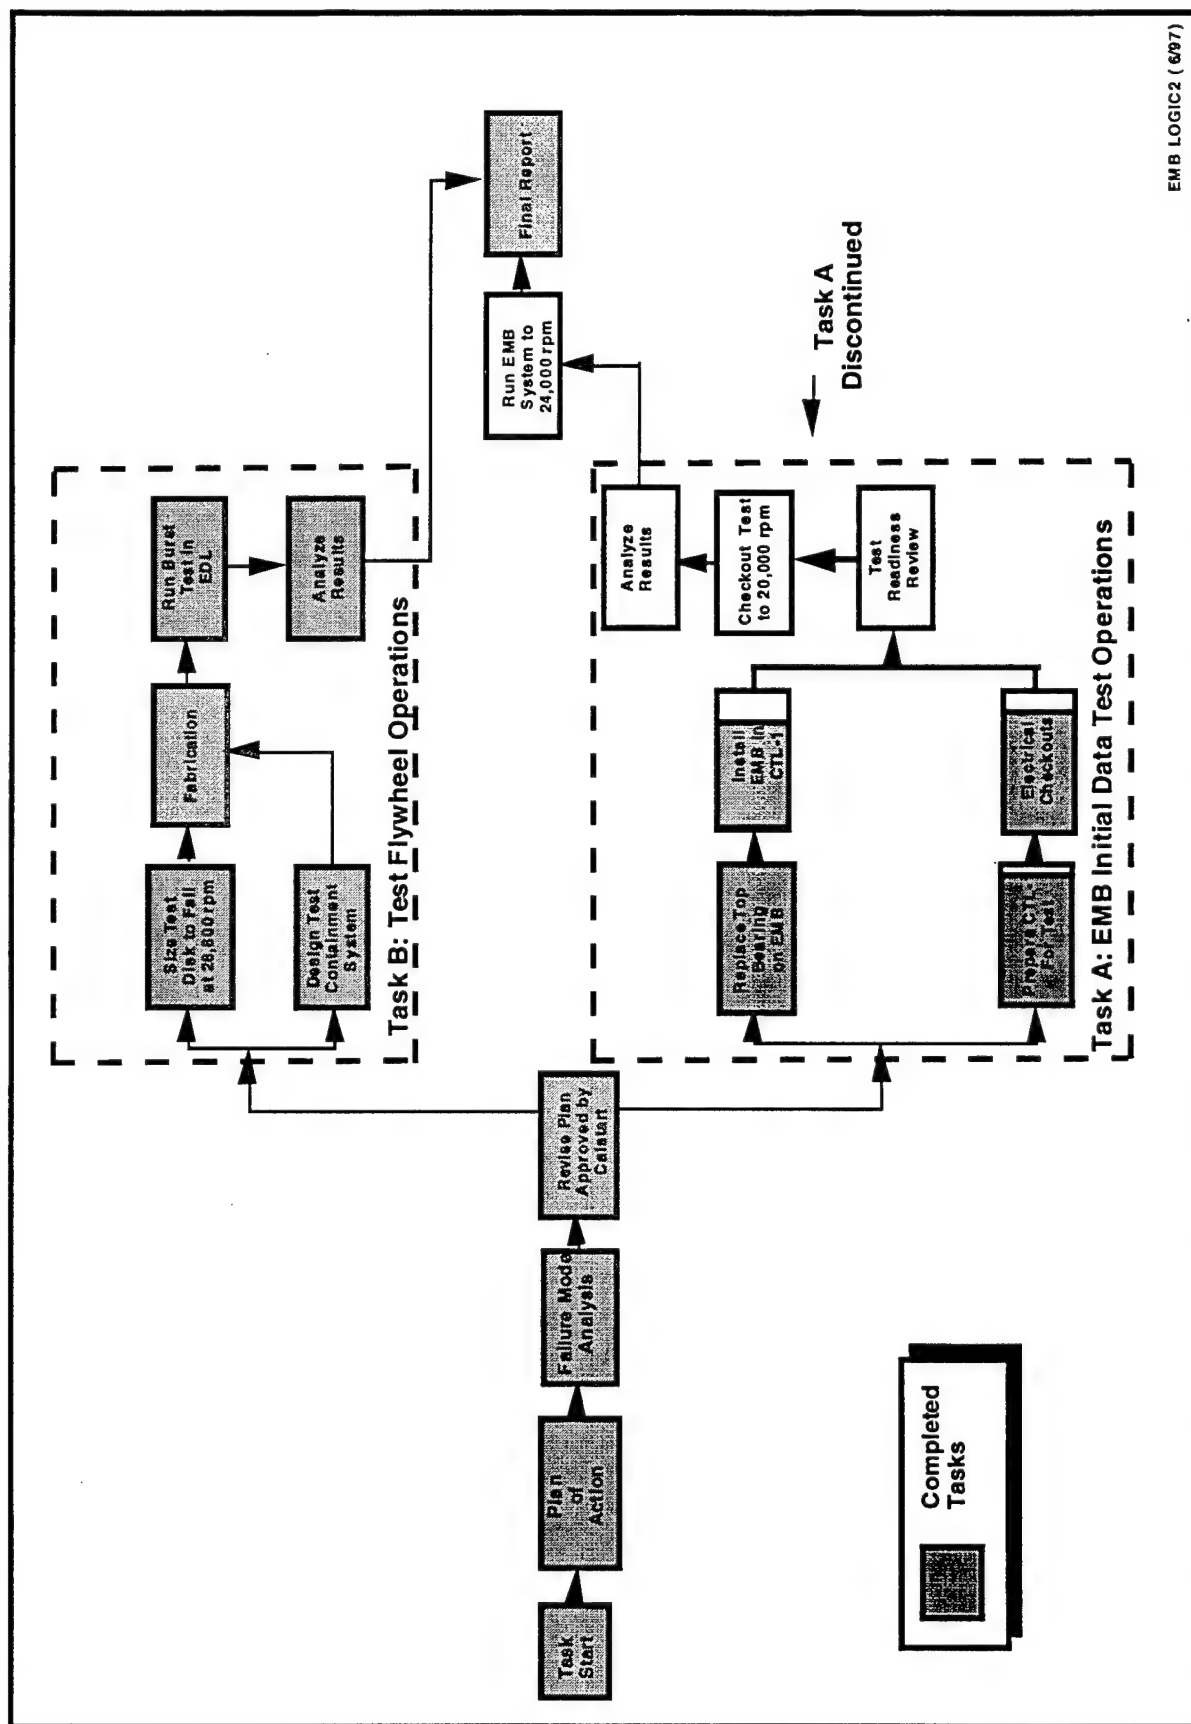 Task
Start
Plan
of
Action
Failure Mode
Analysis
Revise Plan
Approved by
Calstart
Size Test
Disk to Fail
at 28,800 rpm
Design Test
Containment
System
Fabrication
Run Burst
Test in
EDL
Analyze
Results
Task B: Test Flywheel Operations
Replace Top
Bearing
on EMB
Install
EMB in
CTL-1
Prepare CTL-
For Test
Electrical
Checkouts
Test
Readiness
Review
Checkout Test
to 20,000 rpm
Analyze
Results
Task A: EMB Initial Data Test Operations
Run EMB
System to
24,000 rpm
Final Report
Task A
Discontinued
Completed
Tasks
EMB LOGIC2 ( 6/97)